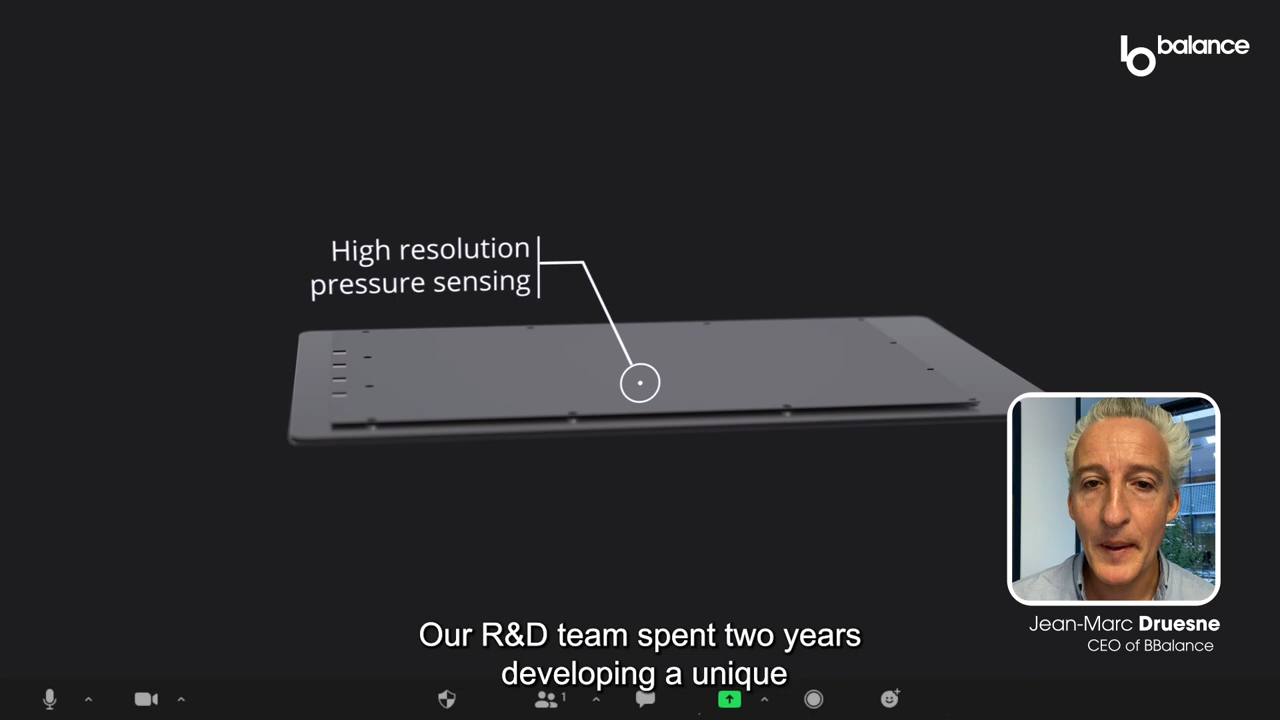 balance
High resolution
pressure sensing
Jean-Marc Druesne
CEO of BBalance
Our R&D team spent two years
developing a unique
1